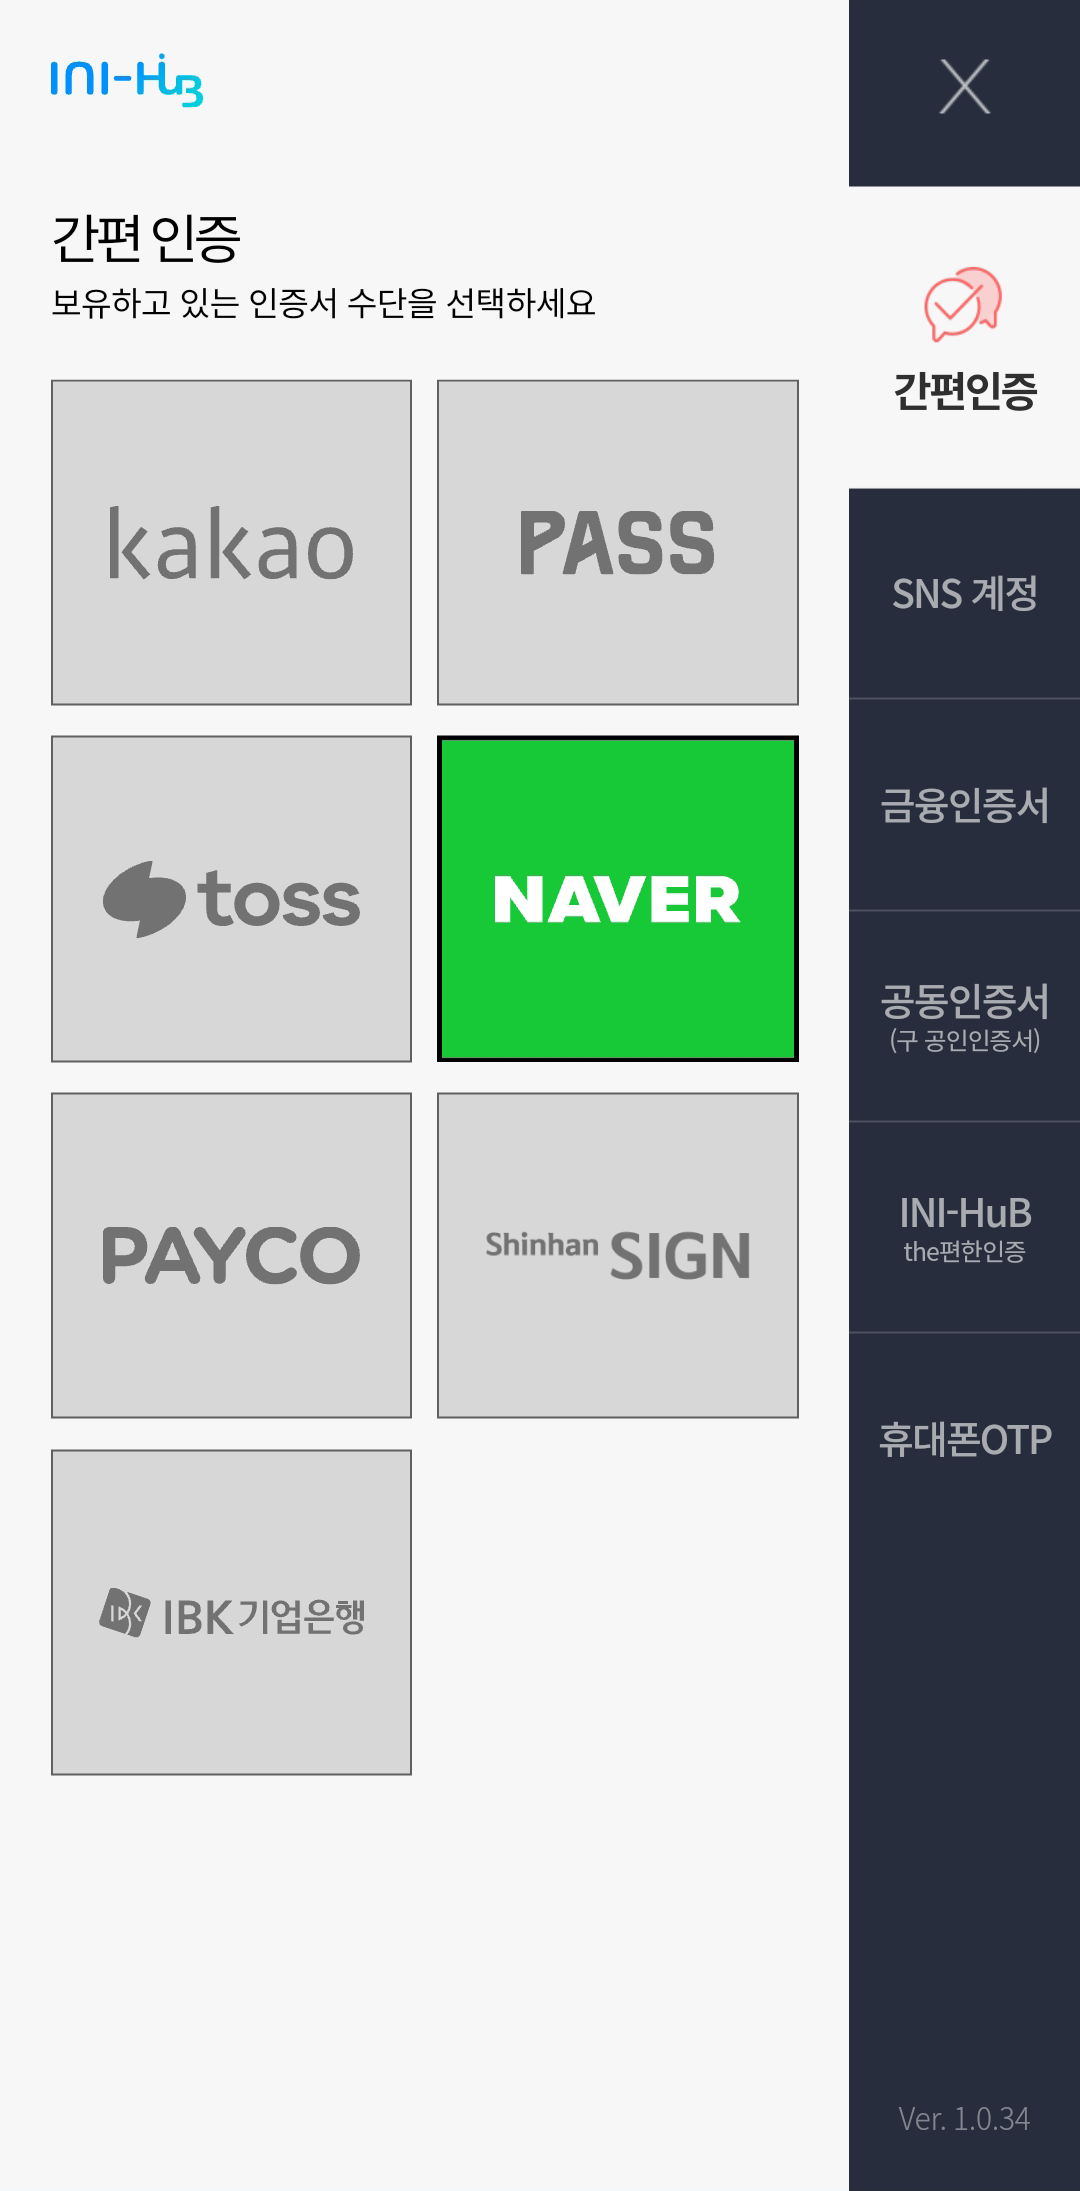 INI-HuB
간편 인증
보유하고 있는 인증서 수단을 선택하세요
kakao
PASS
toss
NAVER
PAYCO
Shinhan SIGN
IBK
IBK 기업은행
X
간편인증
SNS 계정
금융인증서
공동인증서
(구 공인인증서)
INI-HuB
the편한인증
휴대폰OTP
Ver. 1.0.34